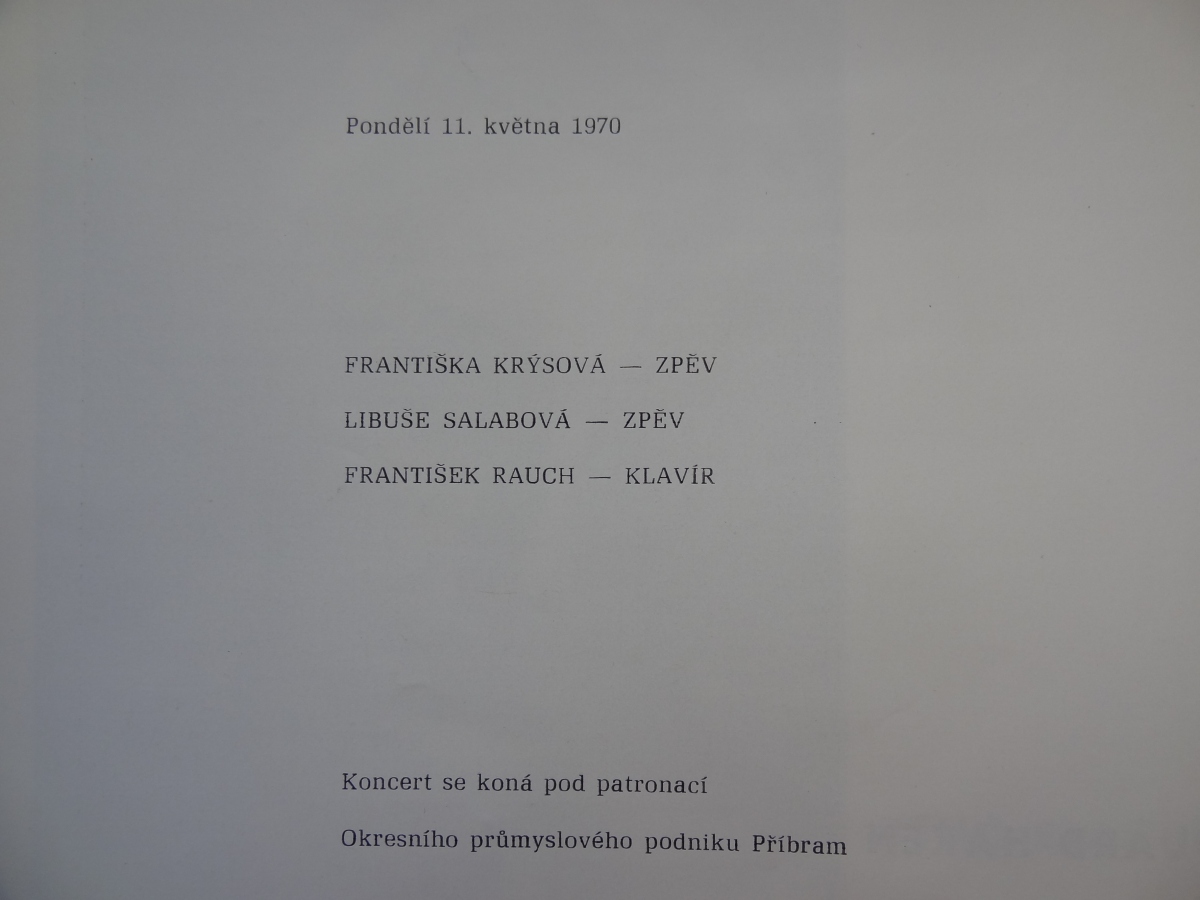 Pondělí 11. května 1970
FRANTIŠKA KRÝSOVÁ — ZPĚV
LIBUŠE SALABOVÁ — ZPĚV
FRANTIŠEK RAUCH — KLAVÍR
Koncert se koná pod patronací
Okresního průmyslového podniku Příbram